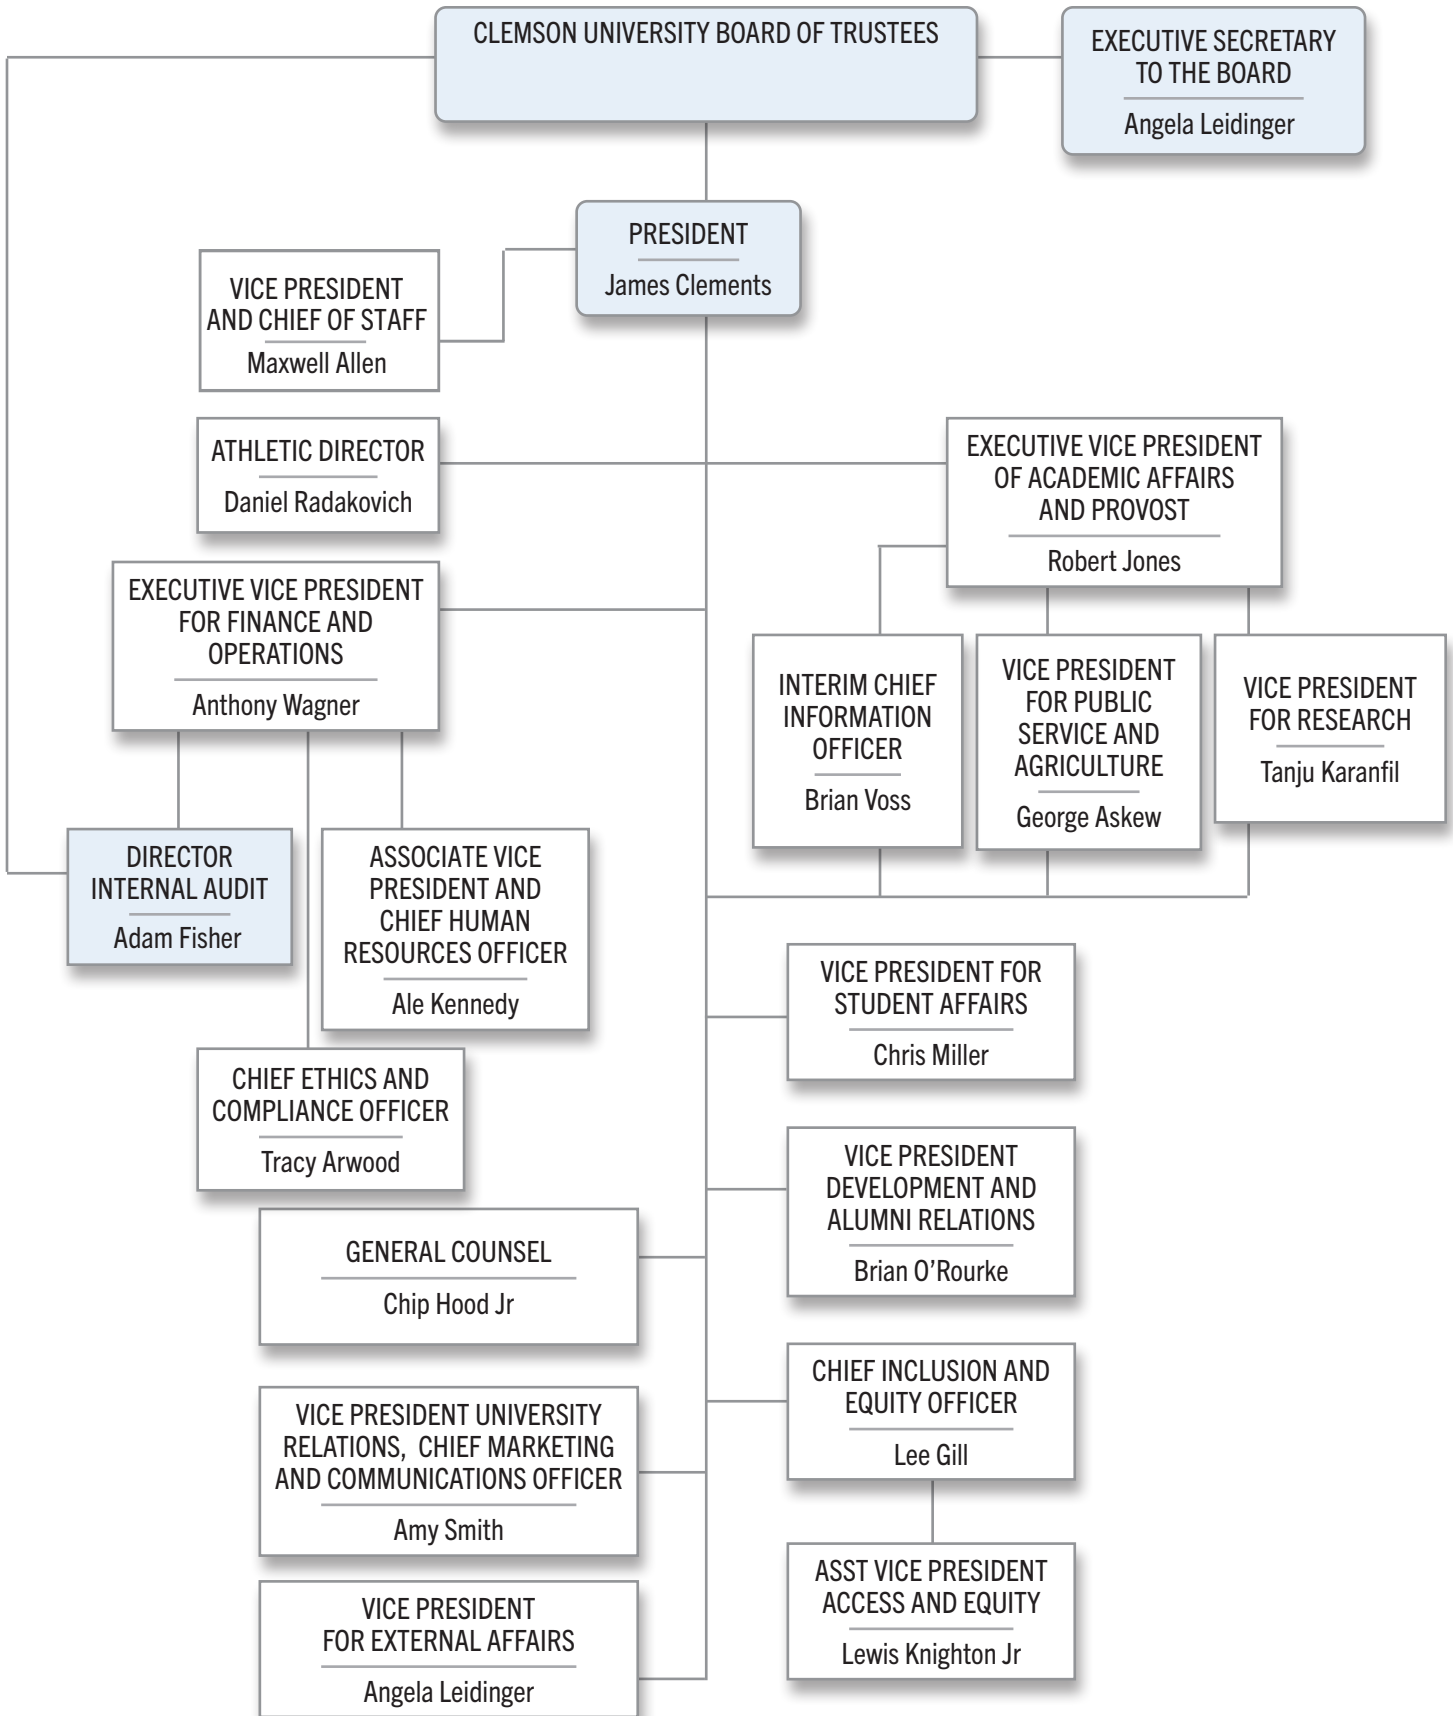 CLEMSON UNIVERSITY BOARD OF TRUSTEES
EXECUTIVE SECRETARY
TO THE BOARD
Angela Leidinger
PRESIDENT
James Clements
VICE PRESIDENT
AND CHIEF OF STAFF
Maxwell Allen
ATHLETIC DIRECTOR
Daniel Radakovich
EXECUTIVE VICE PRESIDENT
OF ACADEMIC AFFAIRS
AND PROVOST
Robert Jones
EXECUTIVE VICE PRESIDENT
FOR FINANCE AND
OPERATIONS
Anthony Wagner
INTERIM CHIEF
INFORMATION
OFFICER
Brian Voss
VICE PRESIDENT
FOR PUBLIC
SERVICE AND
AGRICULTURE
George Askew
VICE PRESIDENT
FOR RESEARCH
Tanju Karanfil
DIRECTOR
INTERNAL AUDIT
Adam Fisher
ASSOCIATE VICE
PRESIDENT AND
CHIEF HUMAN
RESOURCES OFFICER
Ale Kennedy
VICE PRESIDENT FOR
STUDENT AFFAIRS
Chris Miller
CHIEF ETHICS AND
COMPLIANCE OFFICER
Tracy Arwood
VICE PRESIDENT
DEVELOPMENT AND
ALUMNI RELATIONS
Brian O’Rourke
GENERAL COUNSEL
Chip Hood Jr
CHIEF INCLUSION AND
EQUITY OFFICER
Lee Gill
VICE PRESIDENT UNIVERSITY
RELATIONS,  CHIEF MARKETING
AND COMMUNICATIONS OFFICER
Amy Smith
ASST VICE PRESIDENT
ACCESS AND EQUITY
Lewis Knighton Jr
VICE PRESIDENT
FOR EXTERNAL AFFAIRS
Angela Leidinger